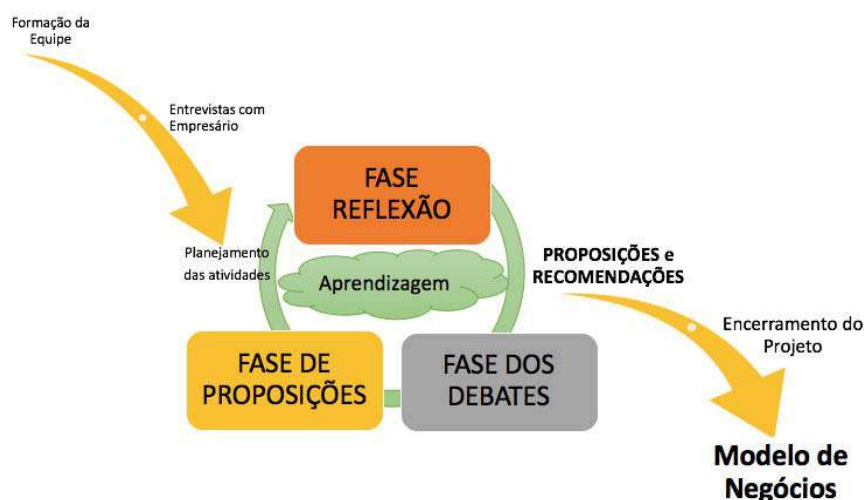 Formação da
Equipe
Entrevistas com
Empresário
Planejamento
das atividades
FASE
REFLEXÃO
Aprendizagem
FASE DE
PROPOSIÇÕES
FASE DOS
DEBATES
PROPOSIÇÕES e
RECOMENDAÇÕES
Encerramento do
Projeto
Modelo de
Negócios